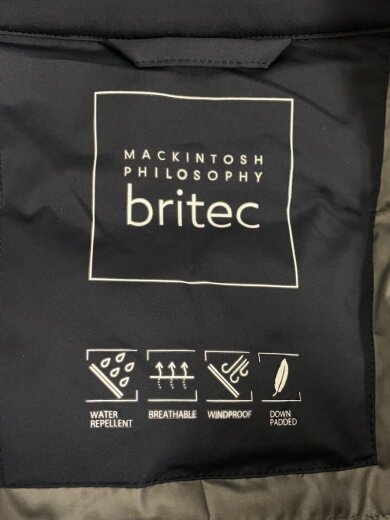 MACKINTOSH
PHILOSOPHY
britec
WATER
REPELLENT
BREATHABLE
WINDPROOF
DOWN
PADDED